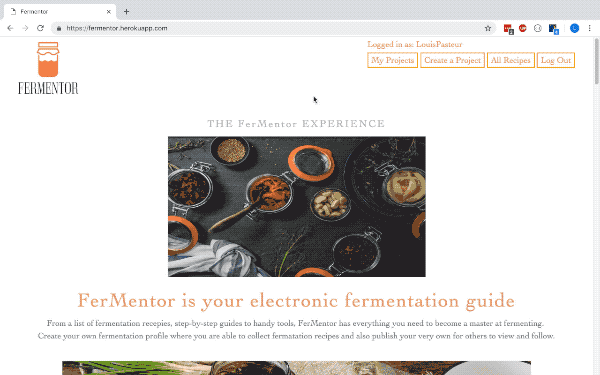 Fermentor
https://fermentor.herokuapp.com
Logged in as: LouisPasteur
My Projects Create a Project All Recipes Log Out
FERMENTOR
THE FerMentor EXPERIENCE
FerMentor is your electronic fermentation guide
From a list of fermentation recepies, step-by-step guides to handy tools, FerMentor has everything you need to become a master at fermenting.
Create your own fermentation profile where you are able to collect fermatation recipes and also publish your very own for others to view and follow.